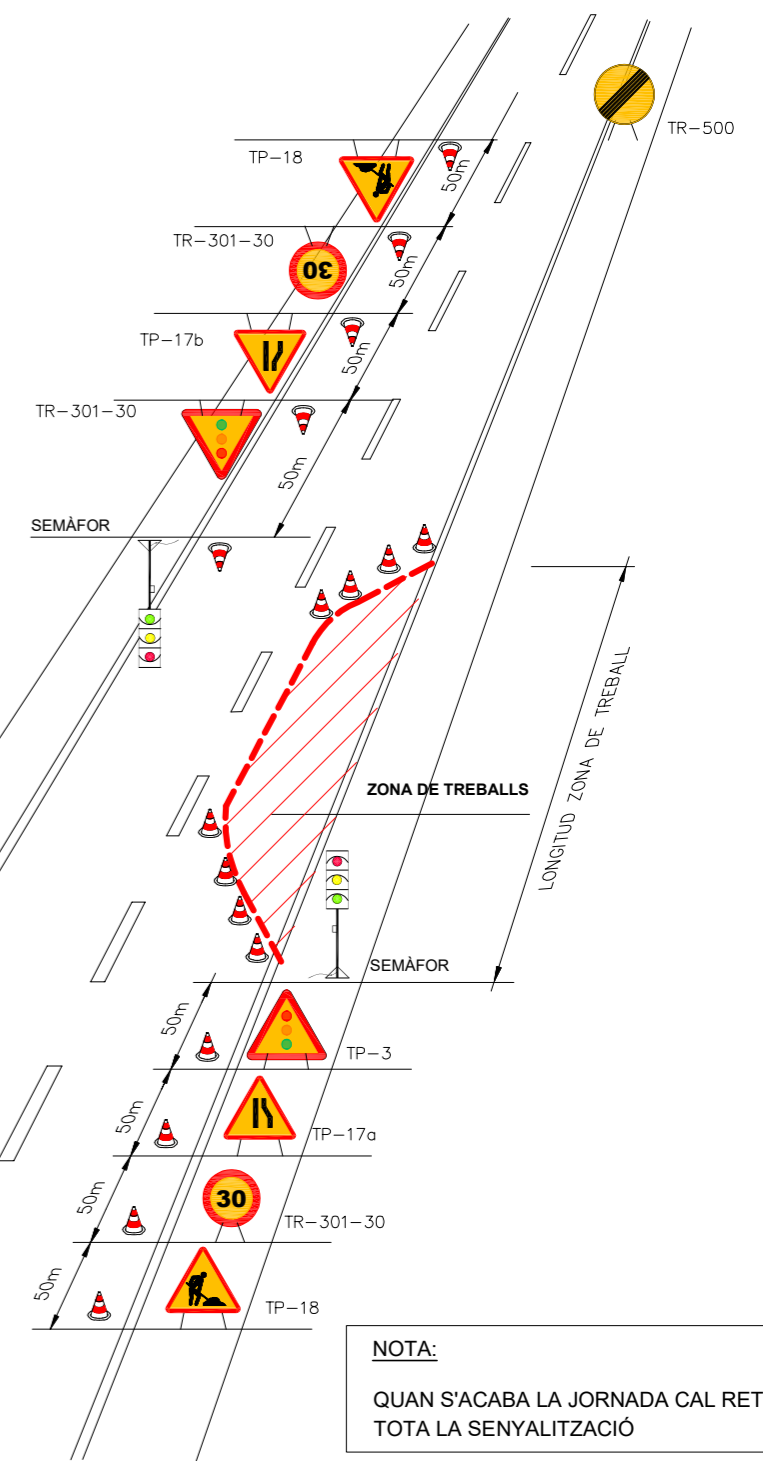 TR-500
TP-18
50m
TR-301-30
30
50m
TP-17b
50m
TR-301-30
50m
SEMÀFOR
LONGITUD ZONA DE TREBALL
ZONA DE TREBALLS
SEMÀFOR
50m
TP-3
50m
TP-17a
50m
30
TR-301-30
50m
TP-18
NOTA:
QUAN S'ACABA LA JORNADA CAL RET
TOTA LA SENYALITZACIÓ